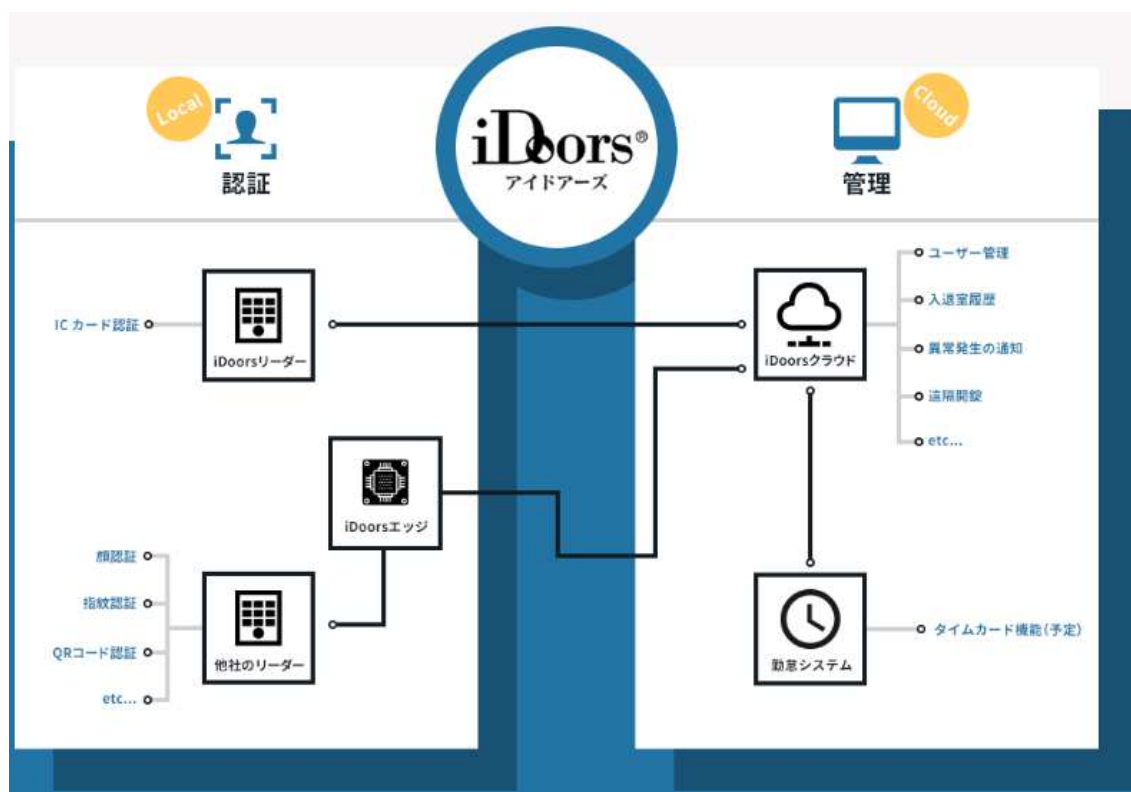 Local
認証
iDoors®
アイドアーズ
Cloud
管理
IC カード認証
iDoorsリーダー
iDoorsエッジ
顔認証
指紋認証
QRコード認証
etc...
他社のリーダー
iDoorsクラウド
ユーザー管理
入退室履歴
異常発生の通知
遠隔開錠
etc...
勤怠システム
タイムカード機能(予定)